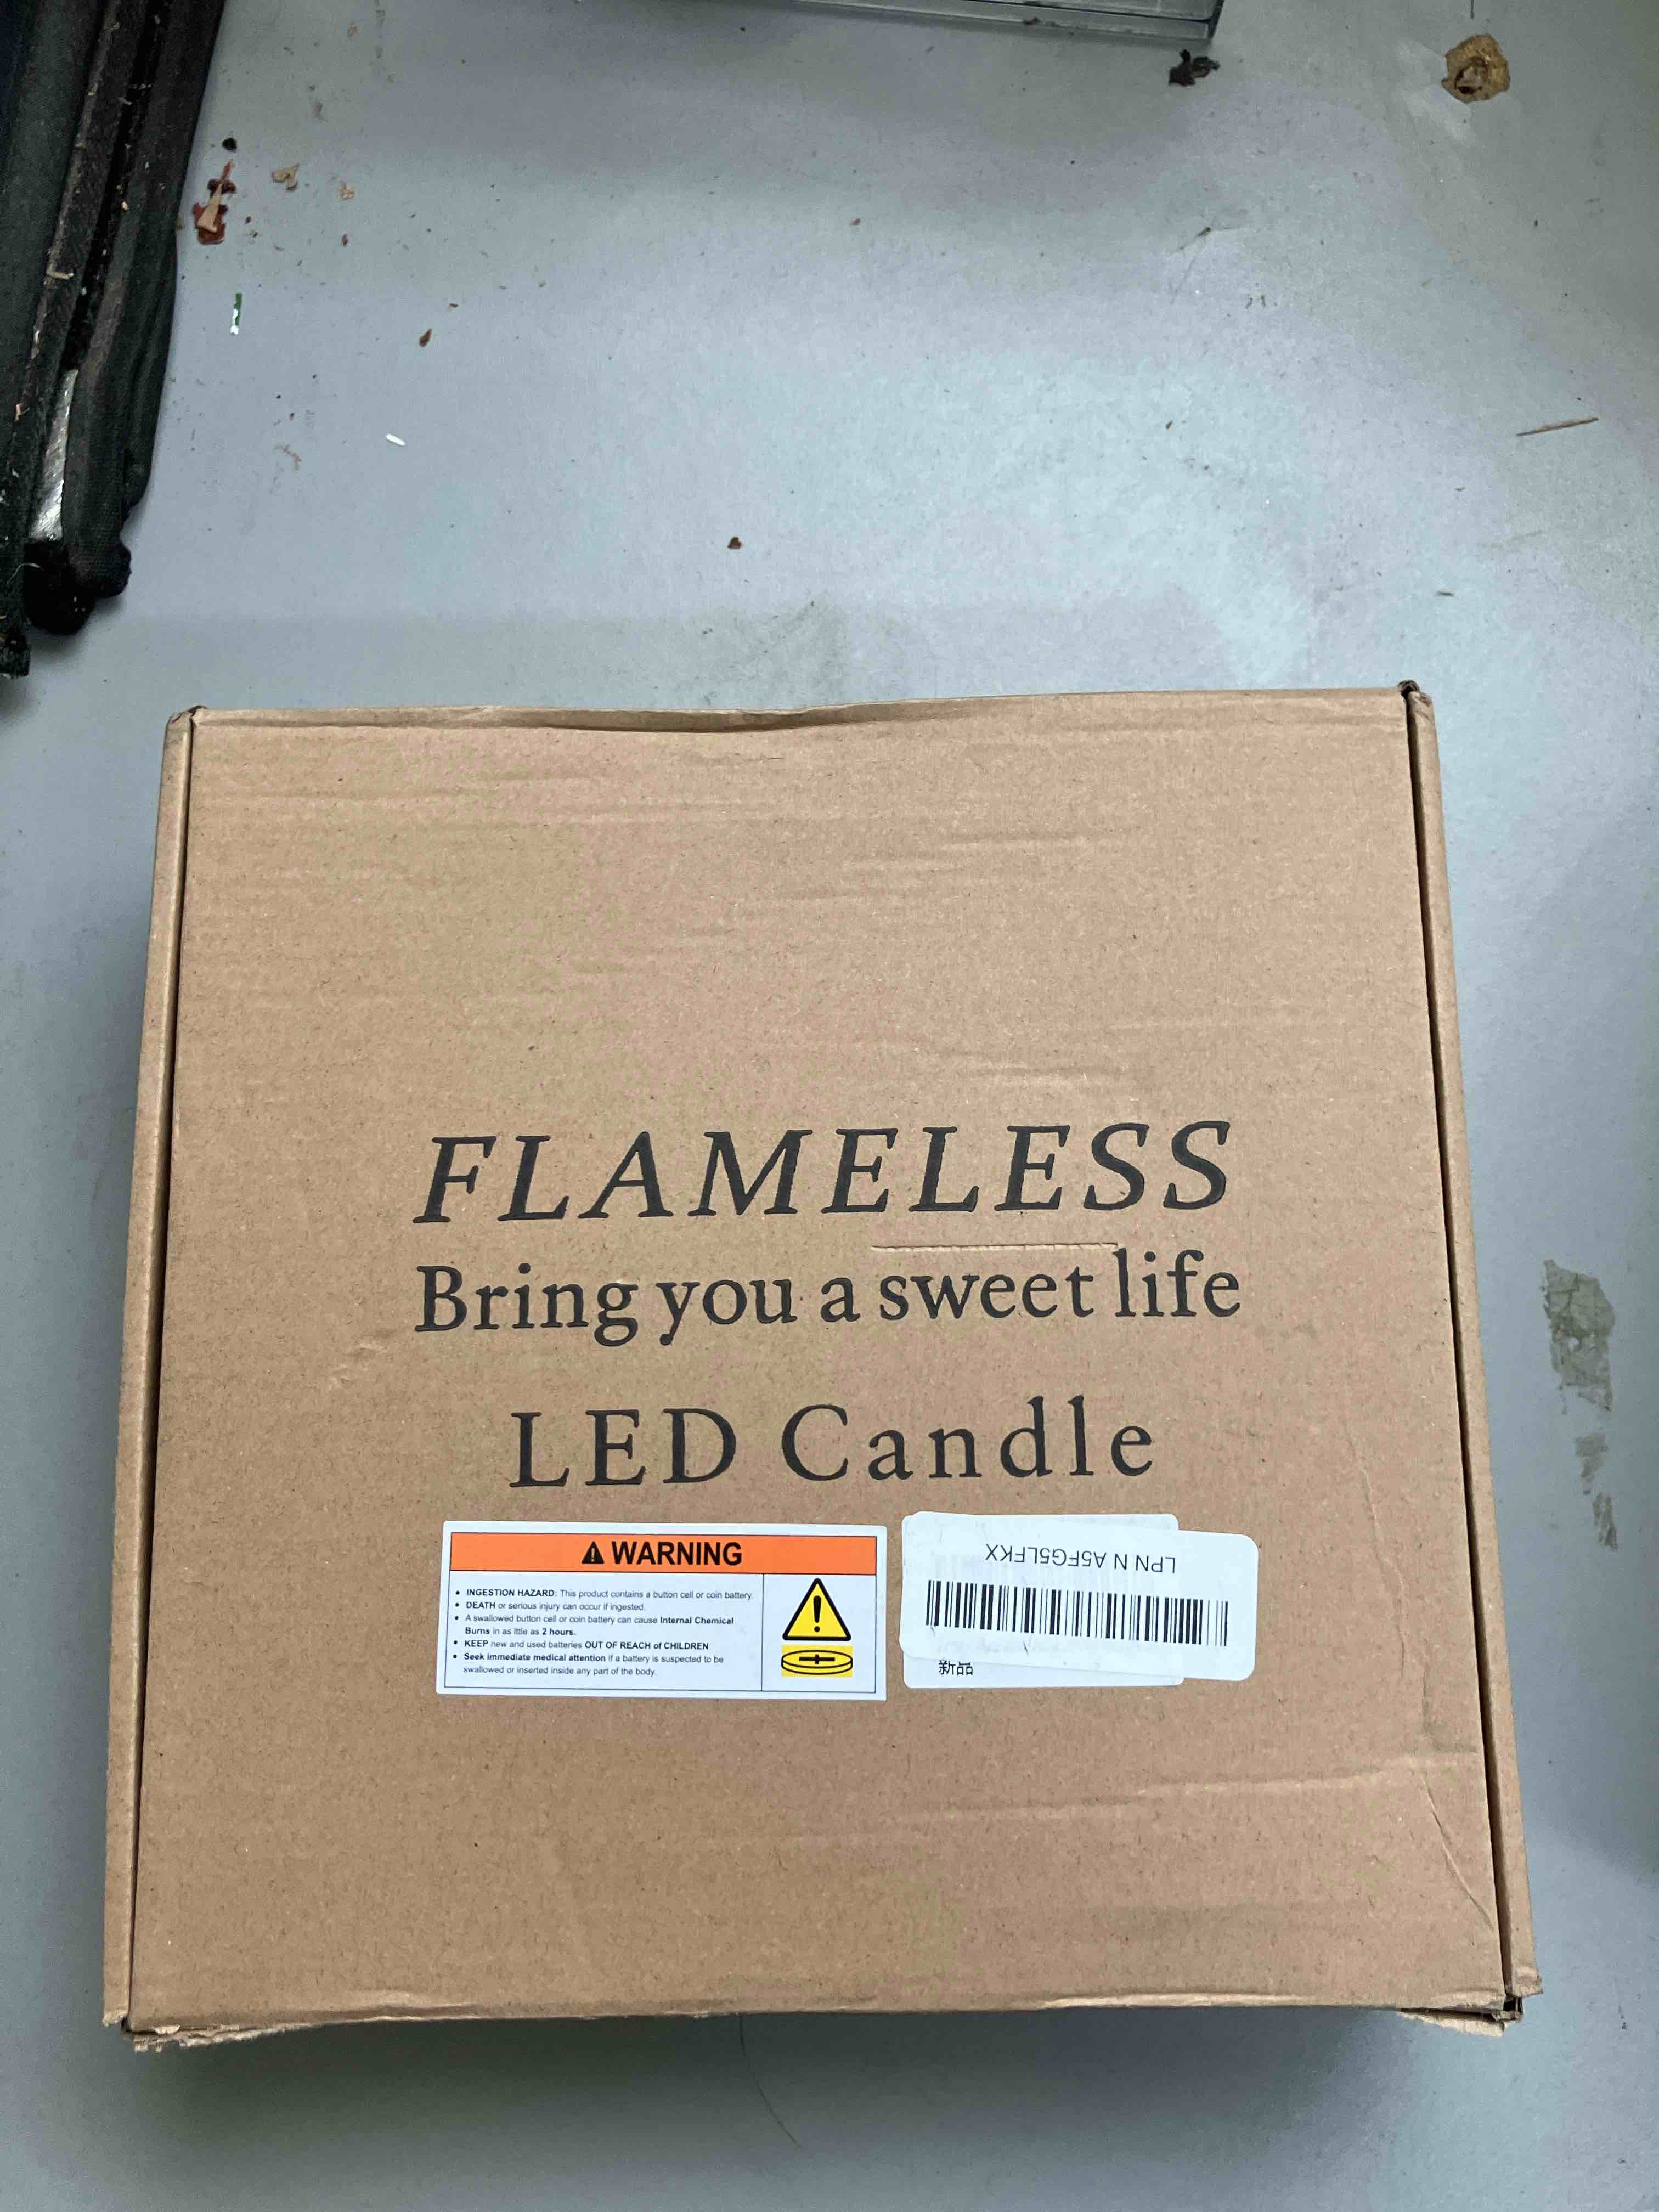 FLAMELESS
Bring you a sweet life
LED Candle
WARNING
• INGESTION HAZARD: This product contains a button cell or coin battery.
• DEATH or serious injury can occur if ingested.
• A swallowed button cell or coin battery can cause Internal Chemical
Burns in as little as 2 hours.
• KEEP new and used batteries OUT OF REACH of CHILDREN
• Seek immediate medical attention if a battery is suspected to be
swallowed or inserted inside any part of the body.
LPN N A5FG5LFKX
新品